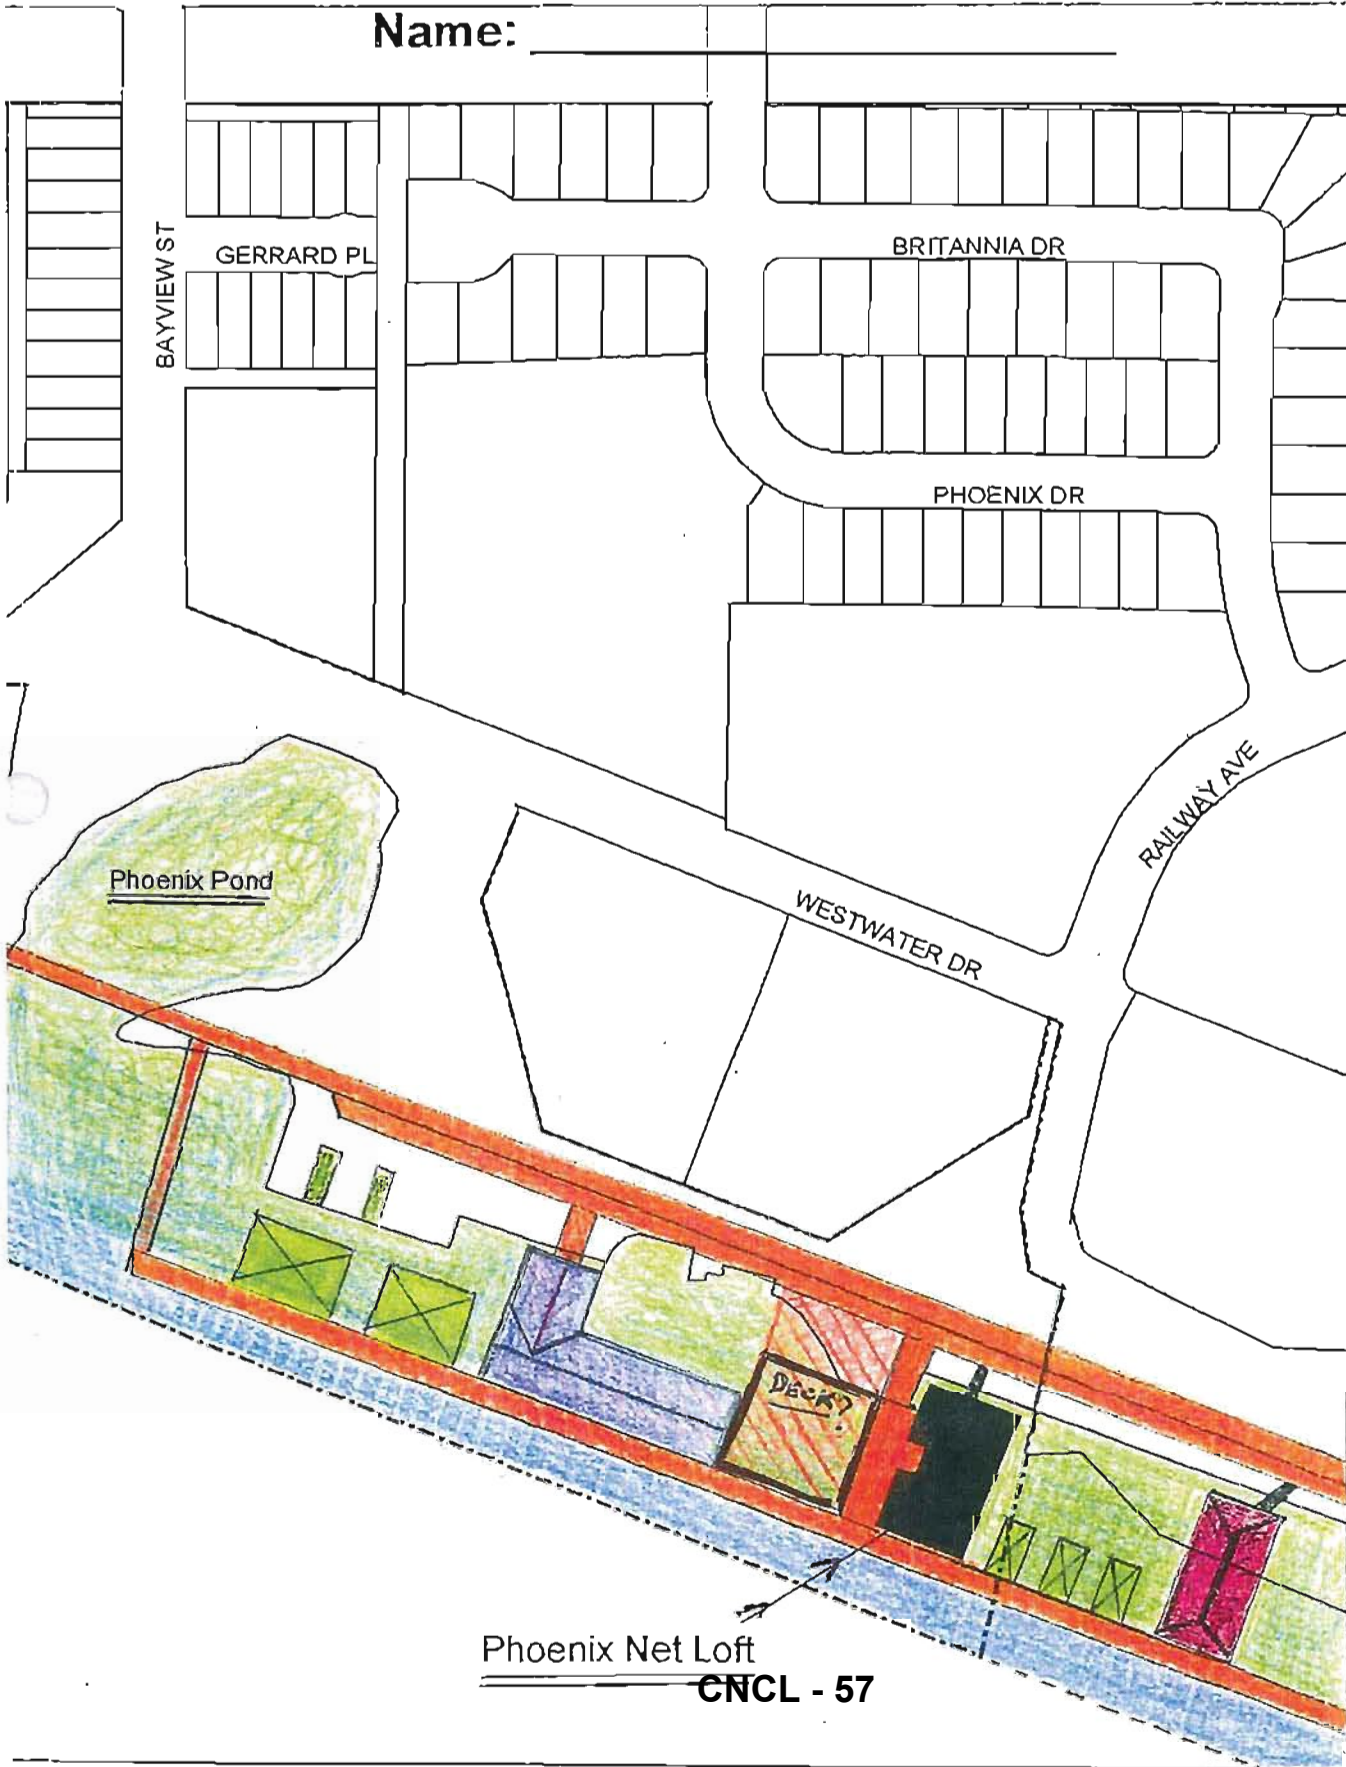 Name:
GERRARD PL
BAYVIEW ST
BRITANNIA DR
PHOENIX DR
RAILWAY AVE
Phoenix Pond
WESTWATER DR
DECK?
Phoenix Net Loft
CNCL - 57